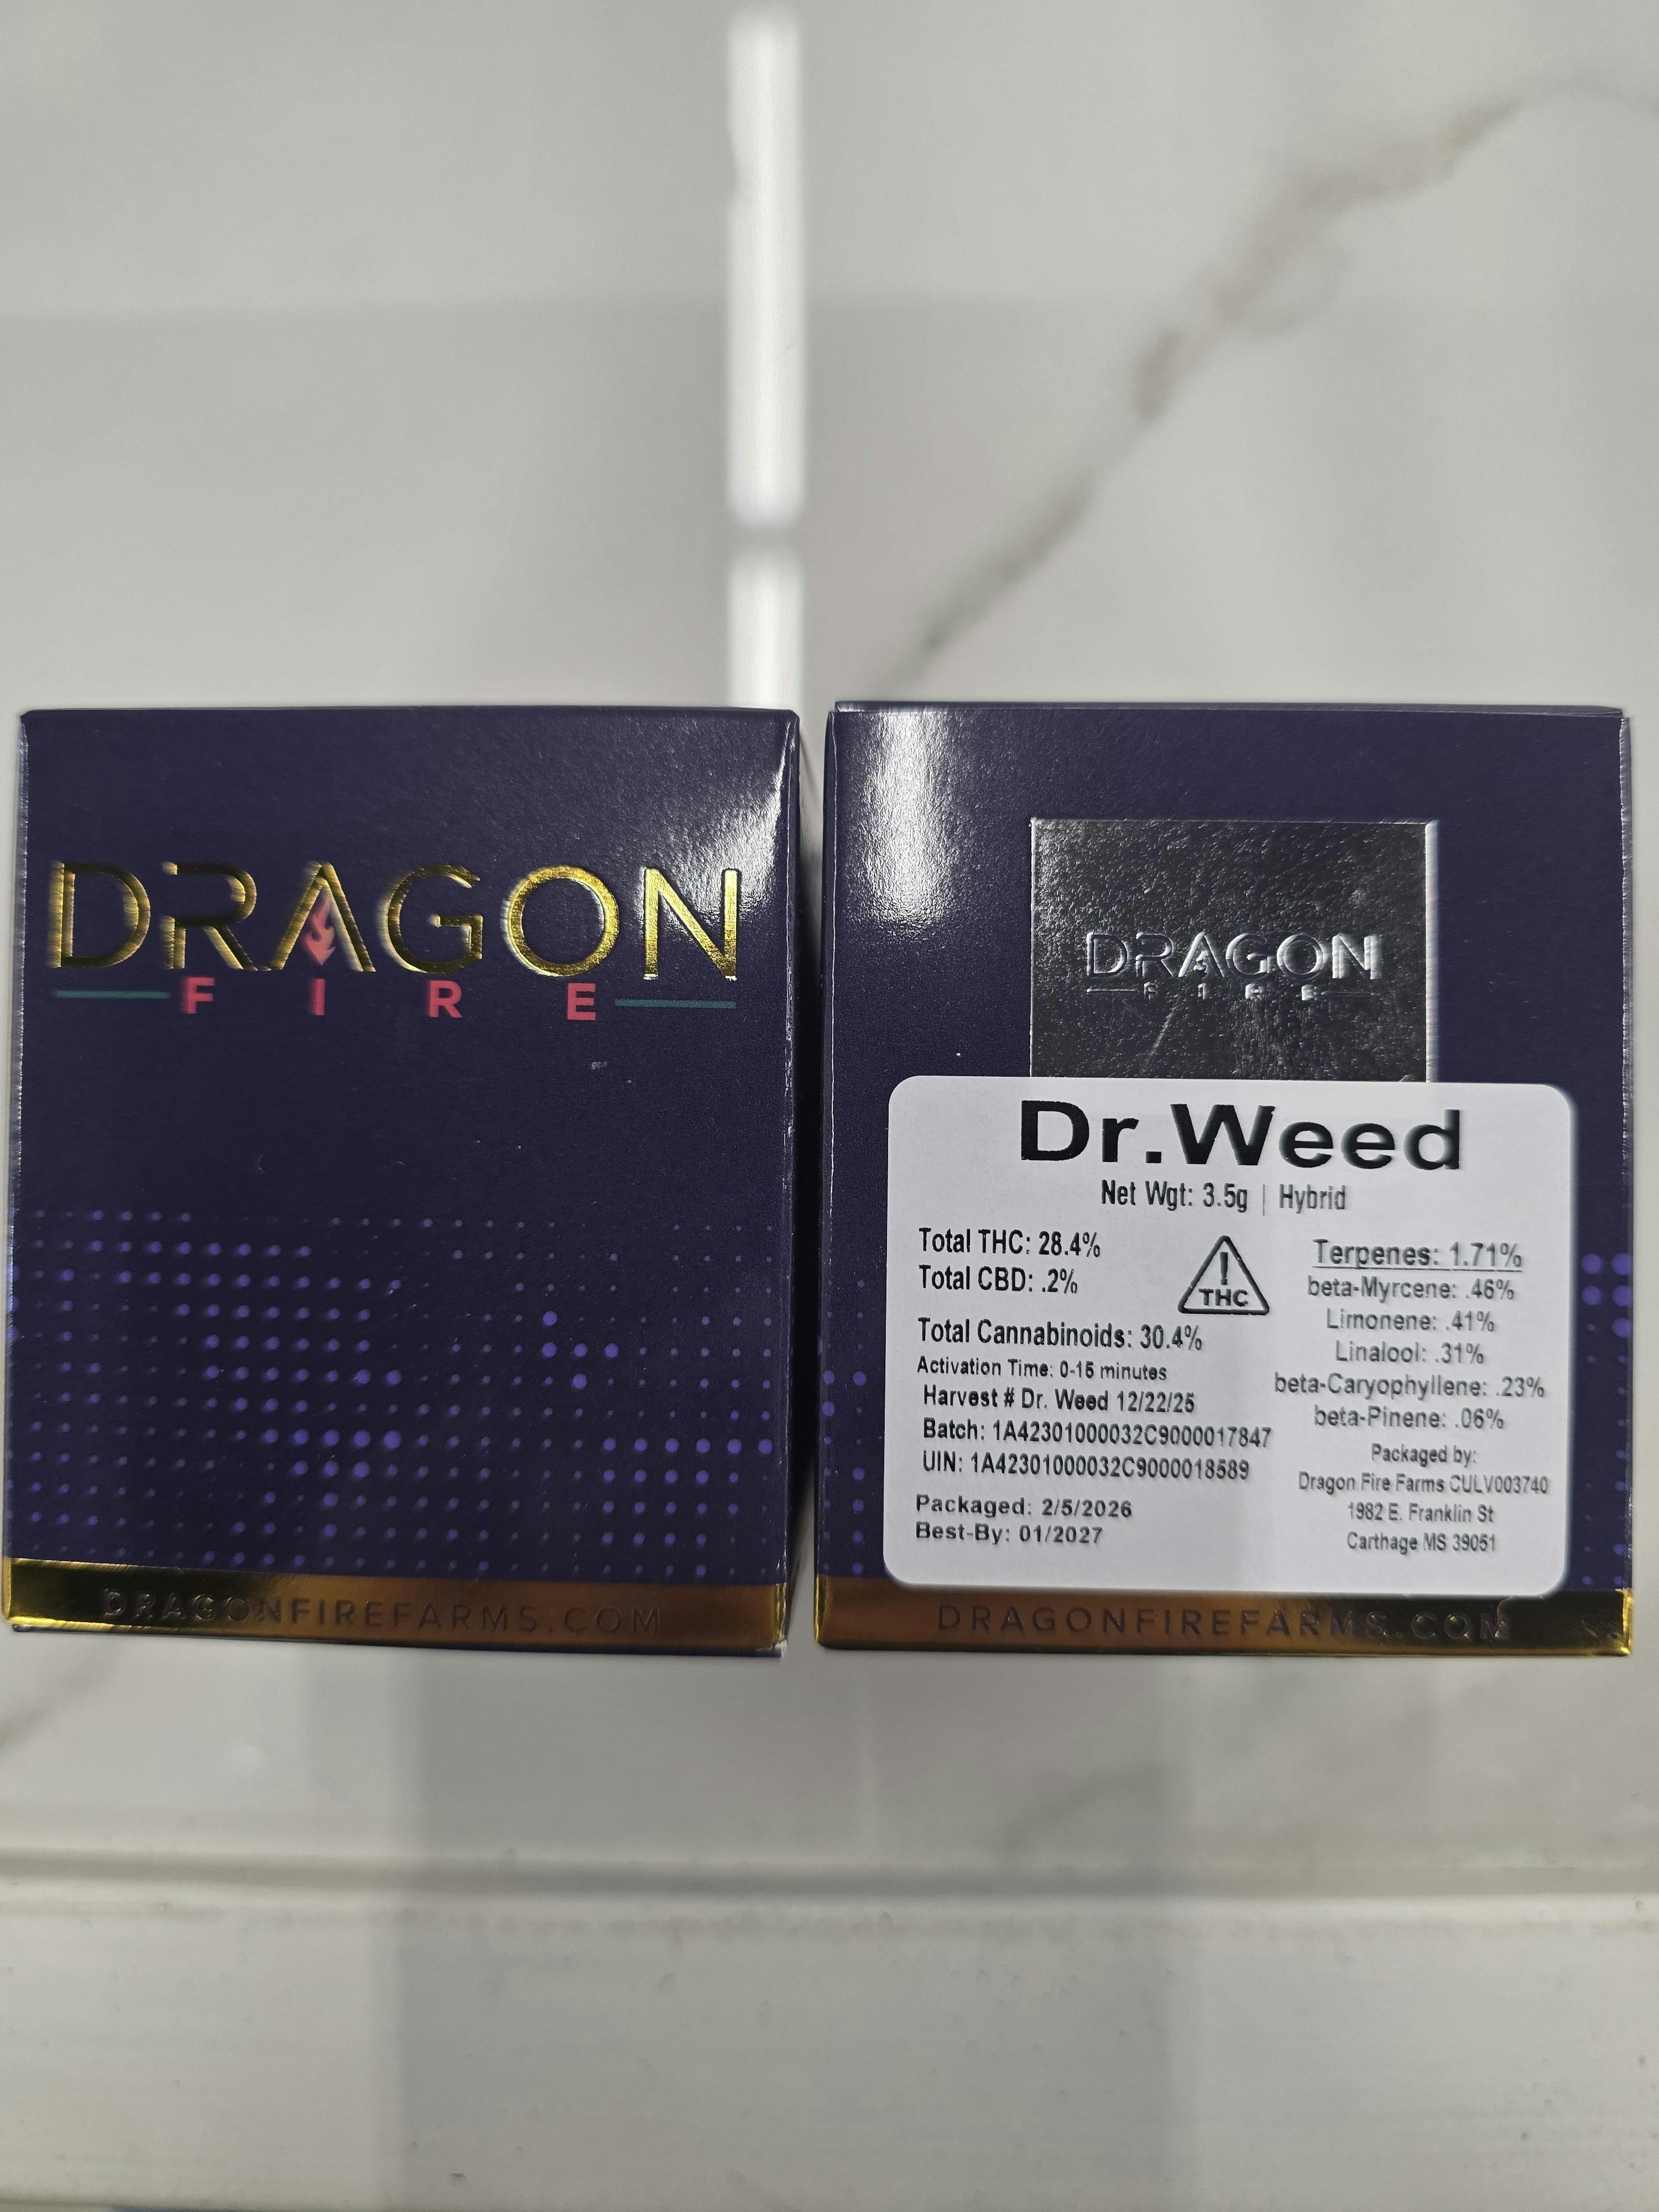 DRAGON
FIRE
DRAGONFIREFARMS.COM
DRAGON
FIRE
Dr.Weed
Net Wgt: 3.5g | Hybrid
Total THC: 28.4%
Total CBD: .2%
Total Cannabinoids: 30.4%
Activation Time: 0-15 minutes
Harvest # Dr. Weed 12/22/25
Batch: 1A42301000032C9000017847
UIN: 1A42301000032C9000018589
Packaged: 2/5/2026
Best-By: 01/2027
THC
Terpenes: 1.71%
beta-Myrcene: .46%
Limonene: .41%
Linalool: .31%
beta-Caryophyllene: .23%
beta-Pinene: .06%
Packaged by:
Dragon Fire Farms CULV003740
1982 E. Franklin St
Carthage MS 39051
DRAGONFIREFARMS.COM